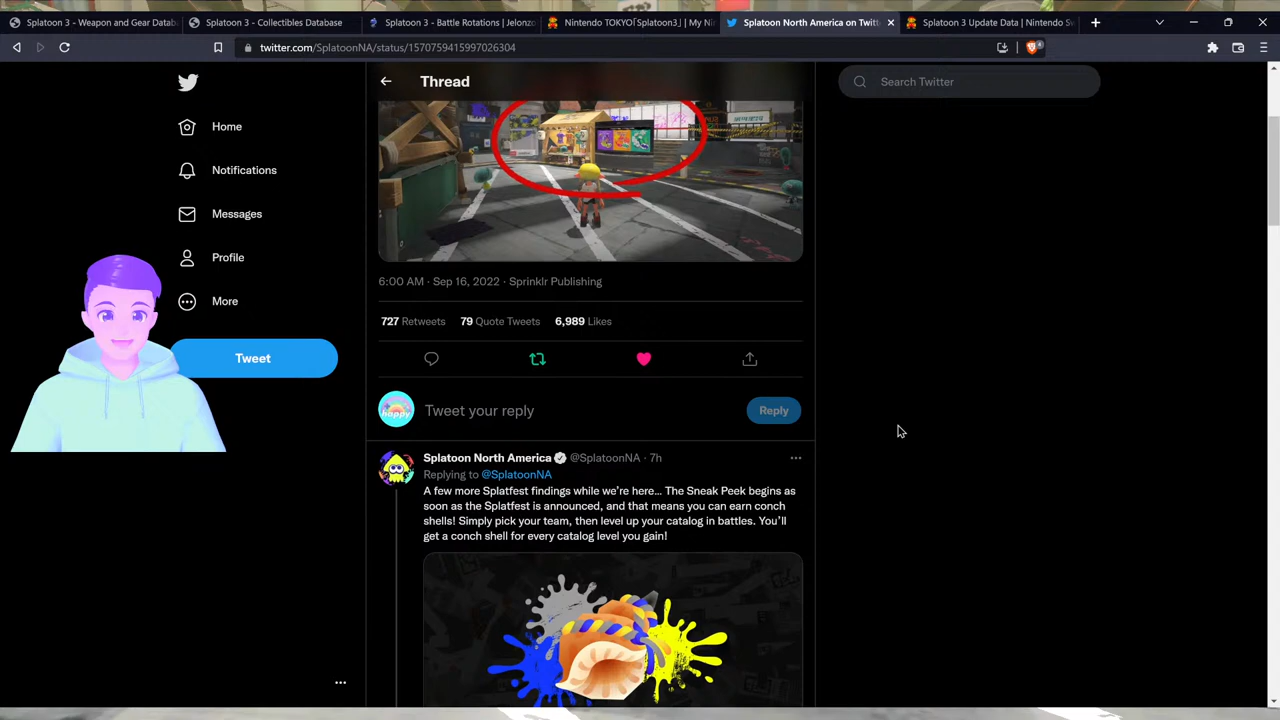 Splatoon 3 - Weapon and Gear Datab
Splatoon 3 - Collectibles Database
Splatoon 3 - Battle Rotations | Jelonzo
Nintendo TOKYO「Splatoon3」 | My Ni
Splatoon North America on Twitt
Splatoon 3 Update Data | Nintendo Sw
twitter.com/SplatoonNA/status/1570759415997026304
4
Thread
Search Twitter
Home
Notifications
Messages
Profile
More
Tweet
6:00 AM · Sep 16, 2022 · Sprinklr Publishing
727 Retweets 79 Quote Tweets 6,989 Likes
happy
Tweet your reply
Reply
Splatoon North America @SplatoonNA · 7h
Replying to @SplatoonNA
A few more Splatfest findings while we're here... The Sneak Peek begins as
soon as the Splatfest is announced, and that means you can earn conch
shells! Simply pick your team, then level up your catalog in battles. You'll
get a conch shell for every catalog level you gain!